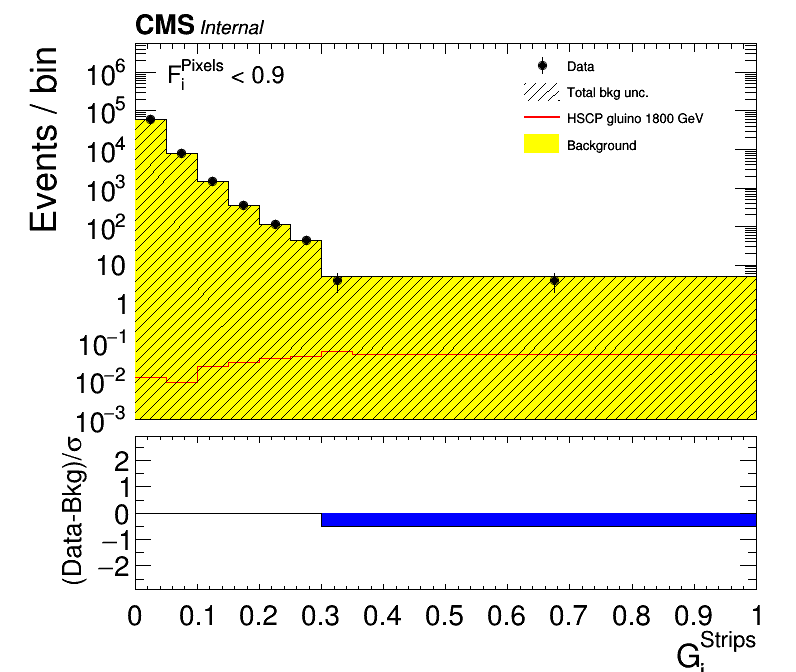 CMS Internal
Events / bin
F_i^Pixels < 0.9
Data
Total bkg unc.
HSCP gluino 1800 GeV
Background
10^6
10^5
10^4
10^3
10^2
10
1
10^−1
10^−2
10^−3
(Data-Bkg)/σ
2
1
0
−1
−2
0 0.1 0.2 0.3 0.4 0.5 0.6 0.7 0.8 0.9 1
G_i^Strips